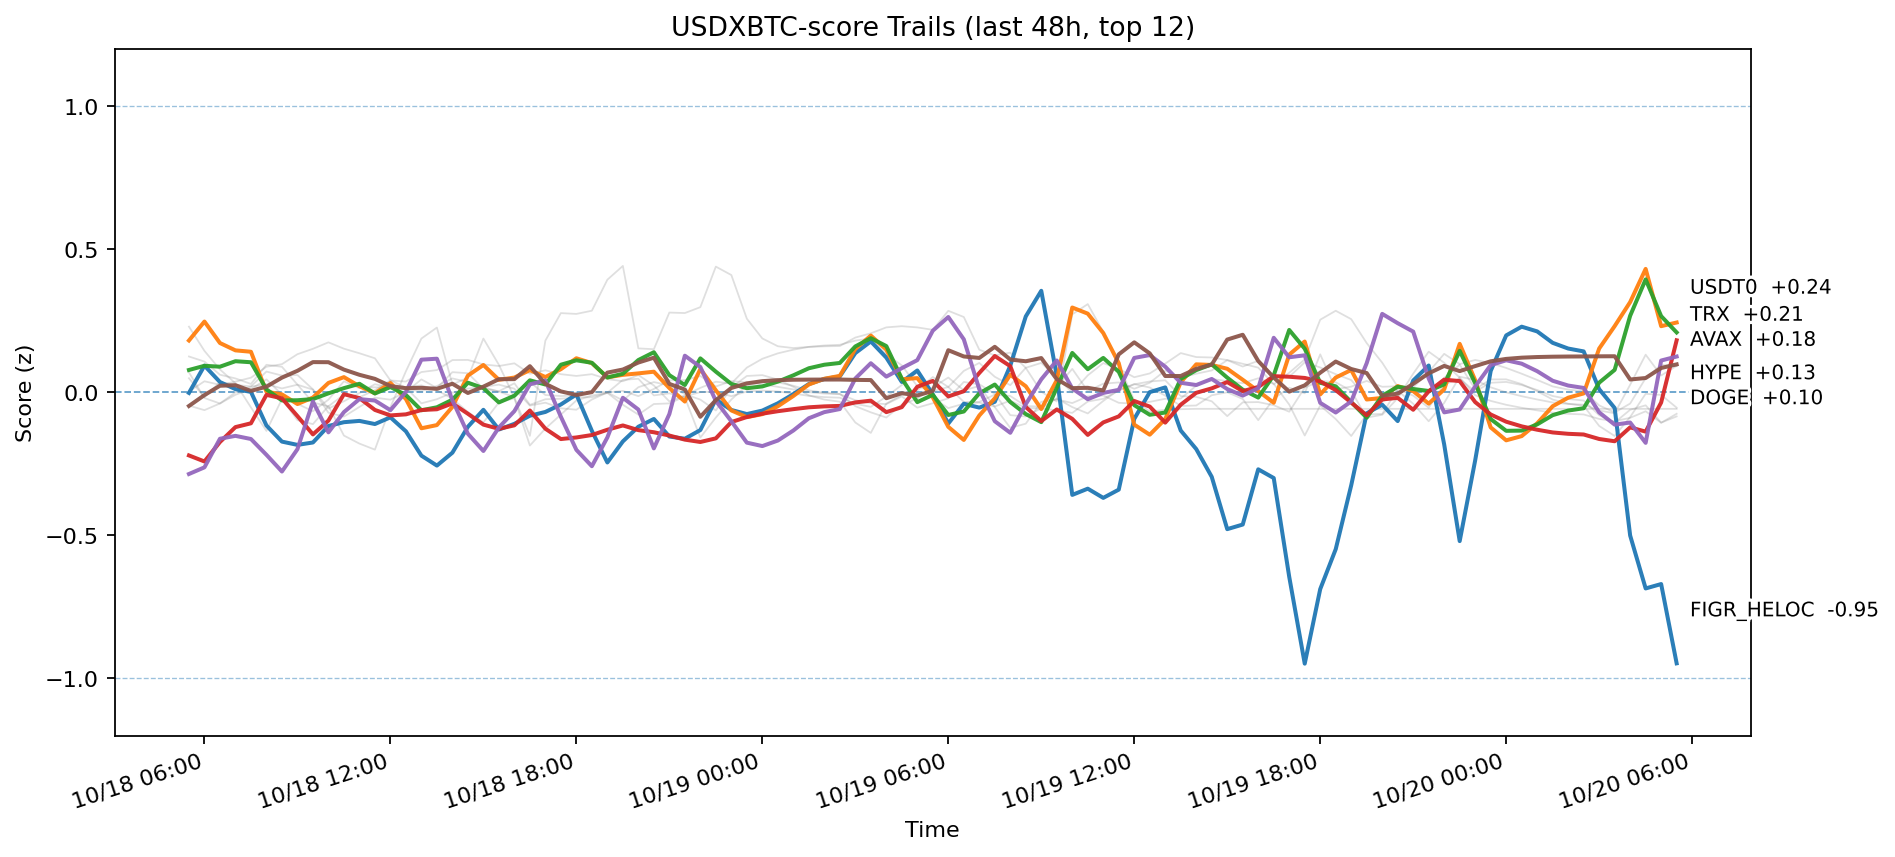 USDXBTC-score Trails (last 48h, top 12)
Score (z)
1.0
0.5
0.0
−0.5
−1.0
USDT0 +0.24
TRX +0.21
AVAX +0.18
HYPE +0.13
DOGE +0.10
FIGR_HELOC -0.95
10/18 06:00
10/18 12:00
10/18 18:00
10/19 00:00
10/19 06:00
10/19 12:00
10/19 18:00
10/20 00:00
10/20 06:00
Time